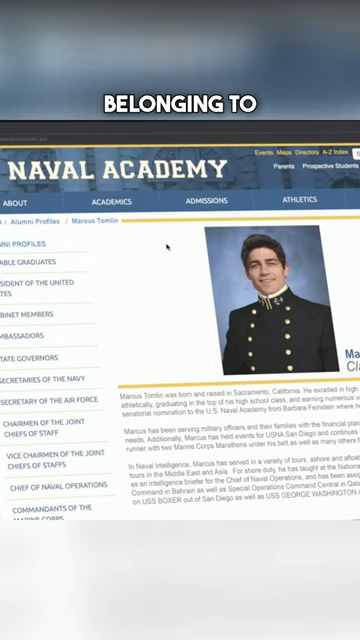 BELONGING TO
Events Maps Directory A-Z Index
Parents Prospective Students
NAVAL ACADEMY
ABOUT ACADEMICS ADMISSIONS ATHLETICS
/ Alumni Profiles / Marcus Tomlin
MNI PROFILES
ABLE GRADUATES
SIDENT OF THE UNITED
TES
BINET MEMBERS
MBASSADORS
TATE GOVERNORS
SECRETARIES OF THE NAVY
SECRETARY OF THE AIR FORCE
CHAIRMEN OF THE JOINT
CHIEFS OF STAFF
VICE CHAIRMEN OF THE JOINT
CHIEFS OF STAFFS
CHIEF OF NAVAL OPERATIONS
COMMANDANTS OF THE
MARINE CORPS
Ma
Cla
Marcus Tomlin was born and raised in Sacramento, California. He excelled in high
athletically, graduating in the top of his high school class, and earning numerous v
senatorial nomination to the U.S. Naval Academy from Barbara Feinstein where he
Marcus has been serving military officers and their families with the financial plan
needs. Additionally, Marcus has held events for USNA San Diego and continues
runner with two Marine Corps Marathons under his belt as well as many others f
In Naval Intelligence, Marcus has served in a variety of tours, ashore and afloat
tours in the Middle East and Asia. For shore duty, he has taught at the National
as an intelligence briefer for the Chief of Naval Operations, and has been assig
Command in Bahrain as well as Special Operations Command Central in Qata
on USS BOXER out of San Diego as well as USS GEORGE WASHINGTON